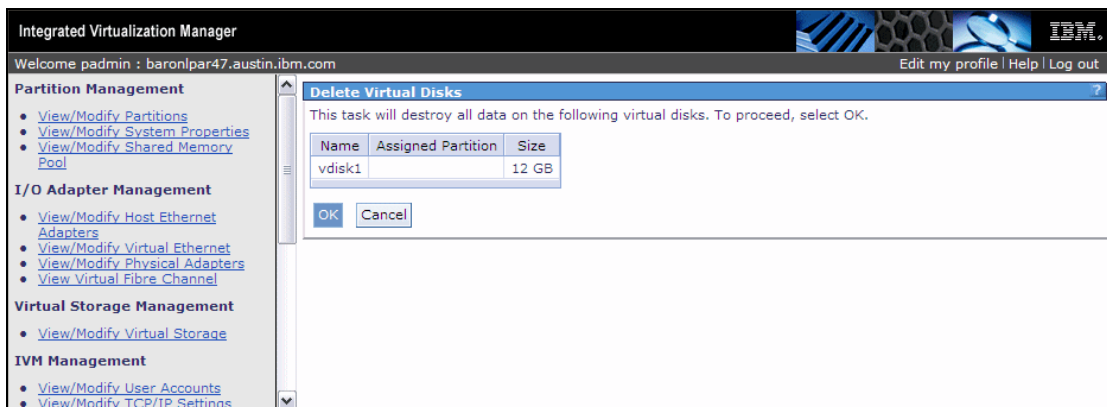 Integrated Virtualization Manager
IBM.
Welcome padmin : baronlpar47.austin.ibm.com
Edit my profile | Help | Log out
Partition Management
View/Modify Partitions
View/Modify System Properties
View/Modify Shared Memory
Pool
I/O Adapter Management
View/Modify Host Ethernet
Adapters
View/Modify Virtual Ethernet
View/Modify Physical Adapters
View Virtual Fibre Channel
Virtual Storage Management
View/Modify Virtual Storage
IVM Management
View/Modify User Accounts
View/Modify TCP/IP Settings
Delete Virtual Disks
?
This task will destroy all data on the following virtual disks. To proceed, select OK.
Name Assigned Partition Size
vdisk1 12 GB
OK Cancel